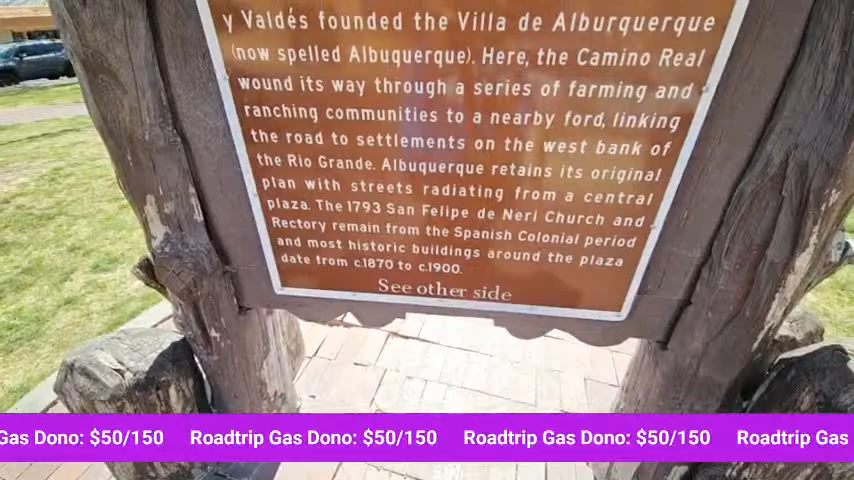 y Valdés founded the Villa de Alburquerque
(now spelled Albuquerque). Here, the Camino Real
wound its way through a series of farming and
ranching communities to a nearby ford, linking
the road to settlements on the west bank of
the Rio Grande. Albuquerque retains its original
plan with streets radiating from a central
plaza. The 1793 San Felipe de Neri Church and
Rectory remain from the Spanish Colonial period
and most historic buildings around the plaza
date from c.1870 to c.1900.
See other side
Gas Dono: $50/150 Roadtrip Gas Dono: $50/150 Roadtrip Gas Dono: $50/150 Roadtrip Gas